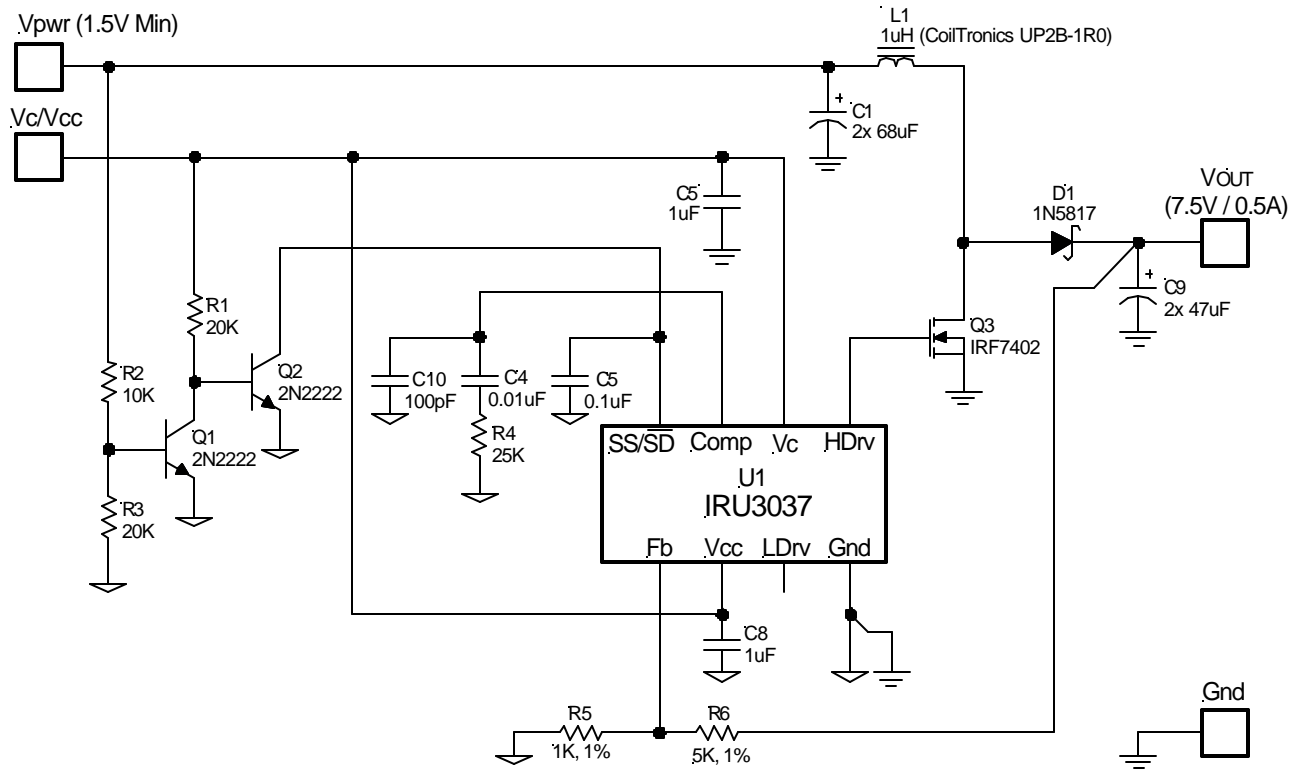 Vpwr (1.5V Min)
L1
1uH (CoilTronics UP2B-1R0)
Vc/Vcc
+
C1
2x 68uF
C5
1uF
D1
1N5817
VOUT
(7.5V / 0.5A)
+
C9
2x 47uF
R1
20K
Q3
IRF7402
R2
10K
Q2
2N2222
C10
100pF
C4
0.01uF
C5
0.1uF
Q1
2N2222
R4
25K
SS/SD
Comp
Vc
HDrv
U1
IRU3037
R3
20K
Fb
Vcc
LDrv
Gnd
C8
1uF
R5
1K, 1%
R6
5K, 1%
Gnd